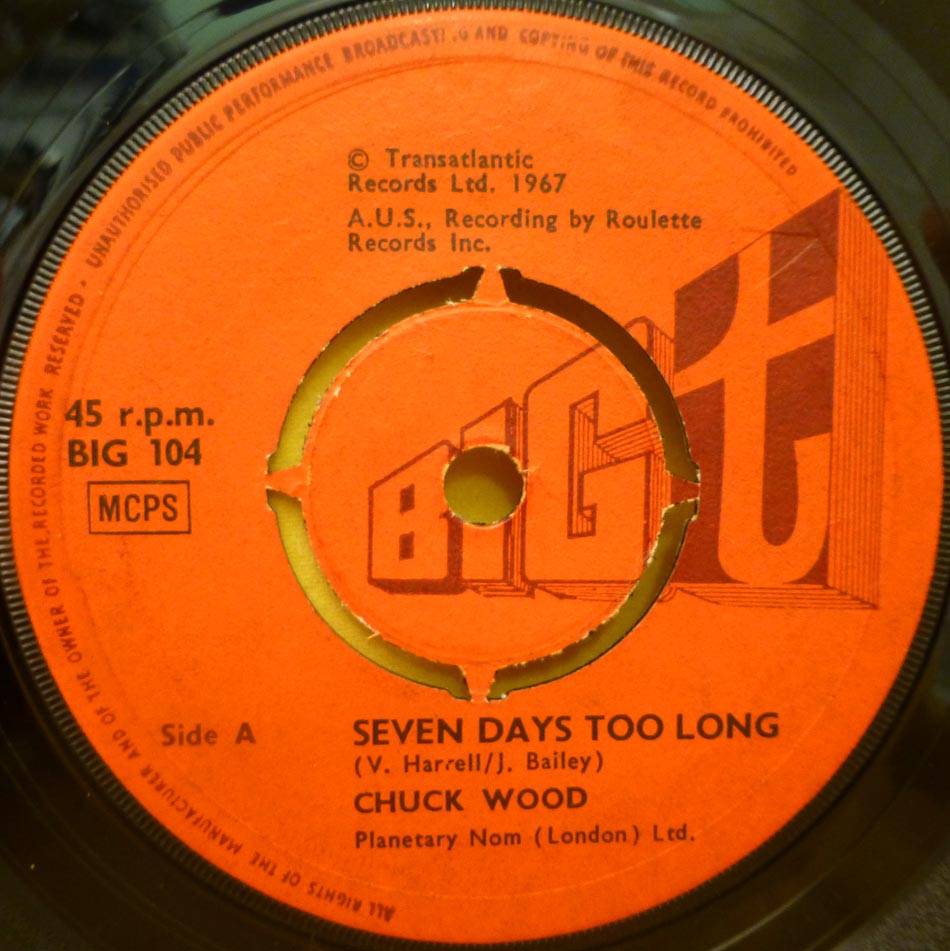 ALL RIGHTS OF THE MANUFACTURER AND OF THE OWNER OF THE RECORDED WORK RESERVED - UNAUTHORISED PUBLIC PERFORMANCE BROADCASTING AND COPYING OF THIS RECORD PROHIBITED
© Transatlantic
Records Ltd. 1967
A.U.S., Recording by Roulette
Records Inc.
BIG t
45 r.p.m.
BIG 104
MCPS
Side A
SEVEN DAYS TOO LONG
(V. Harrell/J. Bailey)
CHUCK WOOD
Planetary Nom (London) Ltd.